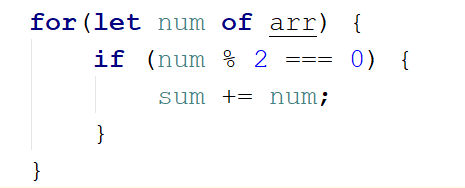 for(let num of arr) {
    if (num % 2 === 0) {
        sum += num;
    }
}